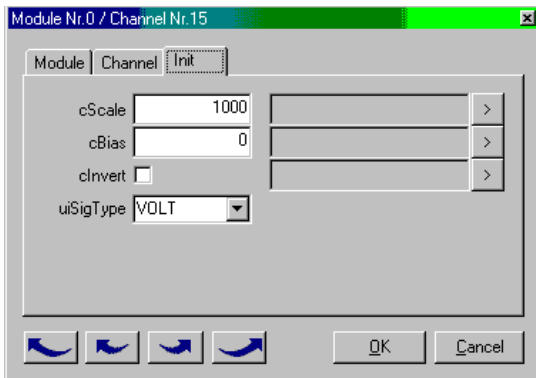 Module Nr.0 / Channel Nr.15
Module Channel Init
cScale 1000 >
cBias 0 >
cInvert >
uiSigType VOLT
OK Cancel